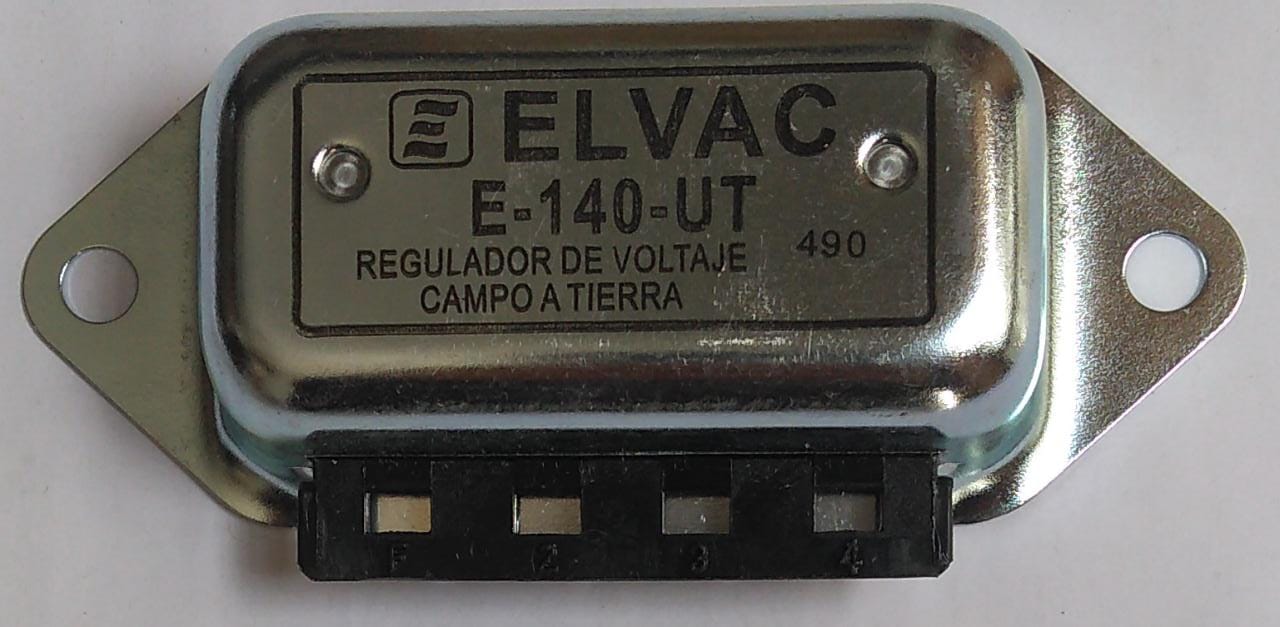 ELVAC
E-140-UT
REGULADOR DE VOLTAJE 490
CAMPO A TIERRA
F 2 3 4